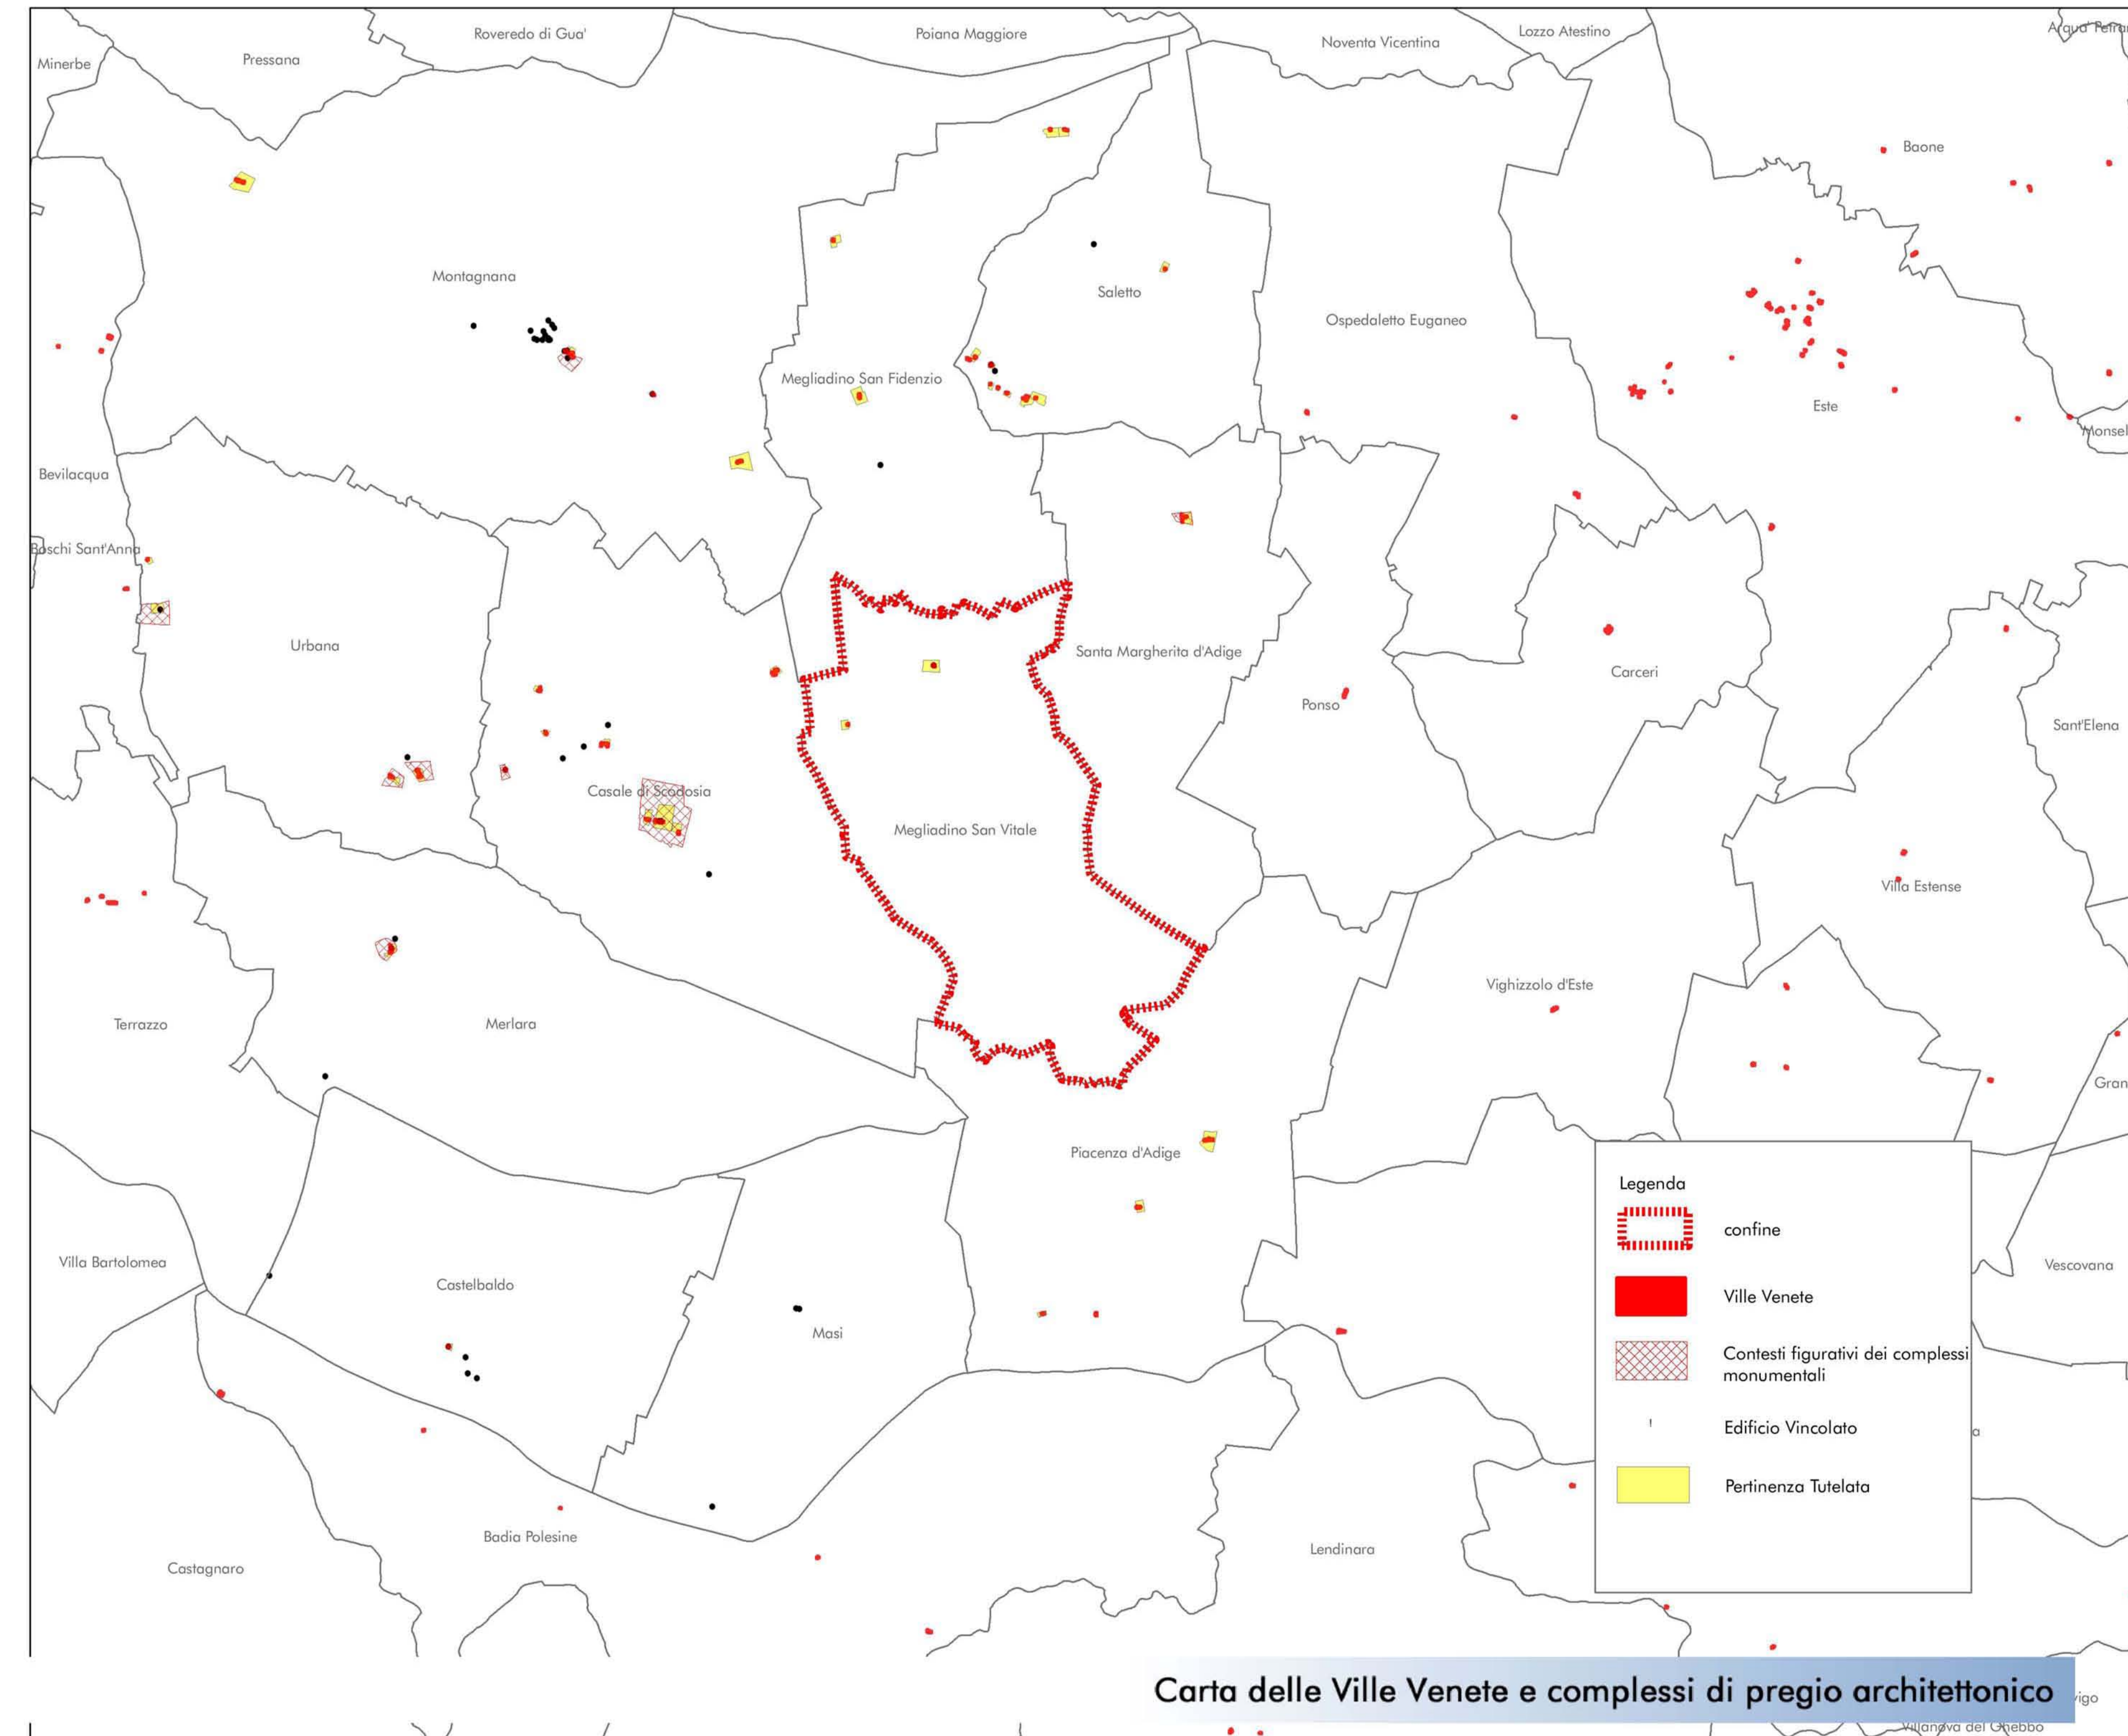 Roveredo di Gua'
Poiana Maggiore
Lozzo Atestino
Noventa Vicentina
Minerbe
Pressana
Baone
Montagnana
Saletto
Ospedaletto Euganeo
Megliadino San Fidenzio
Este
Monsel
Bevilacqua
Boschi Sant'Anna
Urbana
Santa Margherita d'Adige
Carceri
Ponso
Sant'Elena
Casale di Scodosia
Megliadino San Vitale
Villa Estense
Vighizzolo d'Este
Terrazzo
Merlara
Gran
Piacenza d'Adige
Villa Bartolomea
Castelbaldo
Masi
Vescovana
Legenda
confine
Ville Venete
Contesti figurativi dei complessi
monumentali
Edificio Vincolato
a
Pertinenza Tutelata
Badia Polesine
Lendinara
Castagnaro
Carta delle Ville Venete e complessi di pregio architettonico
vigo
Villanova del Ghebbo